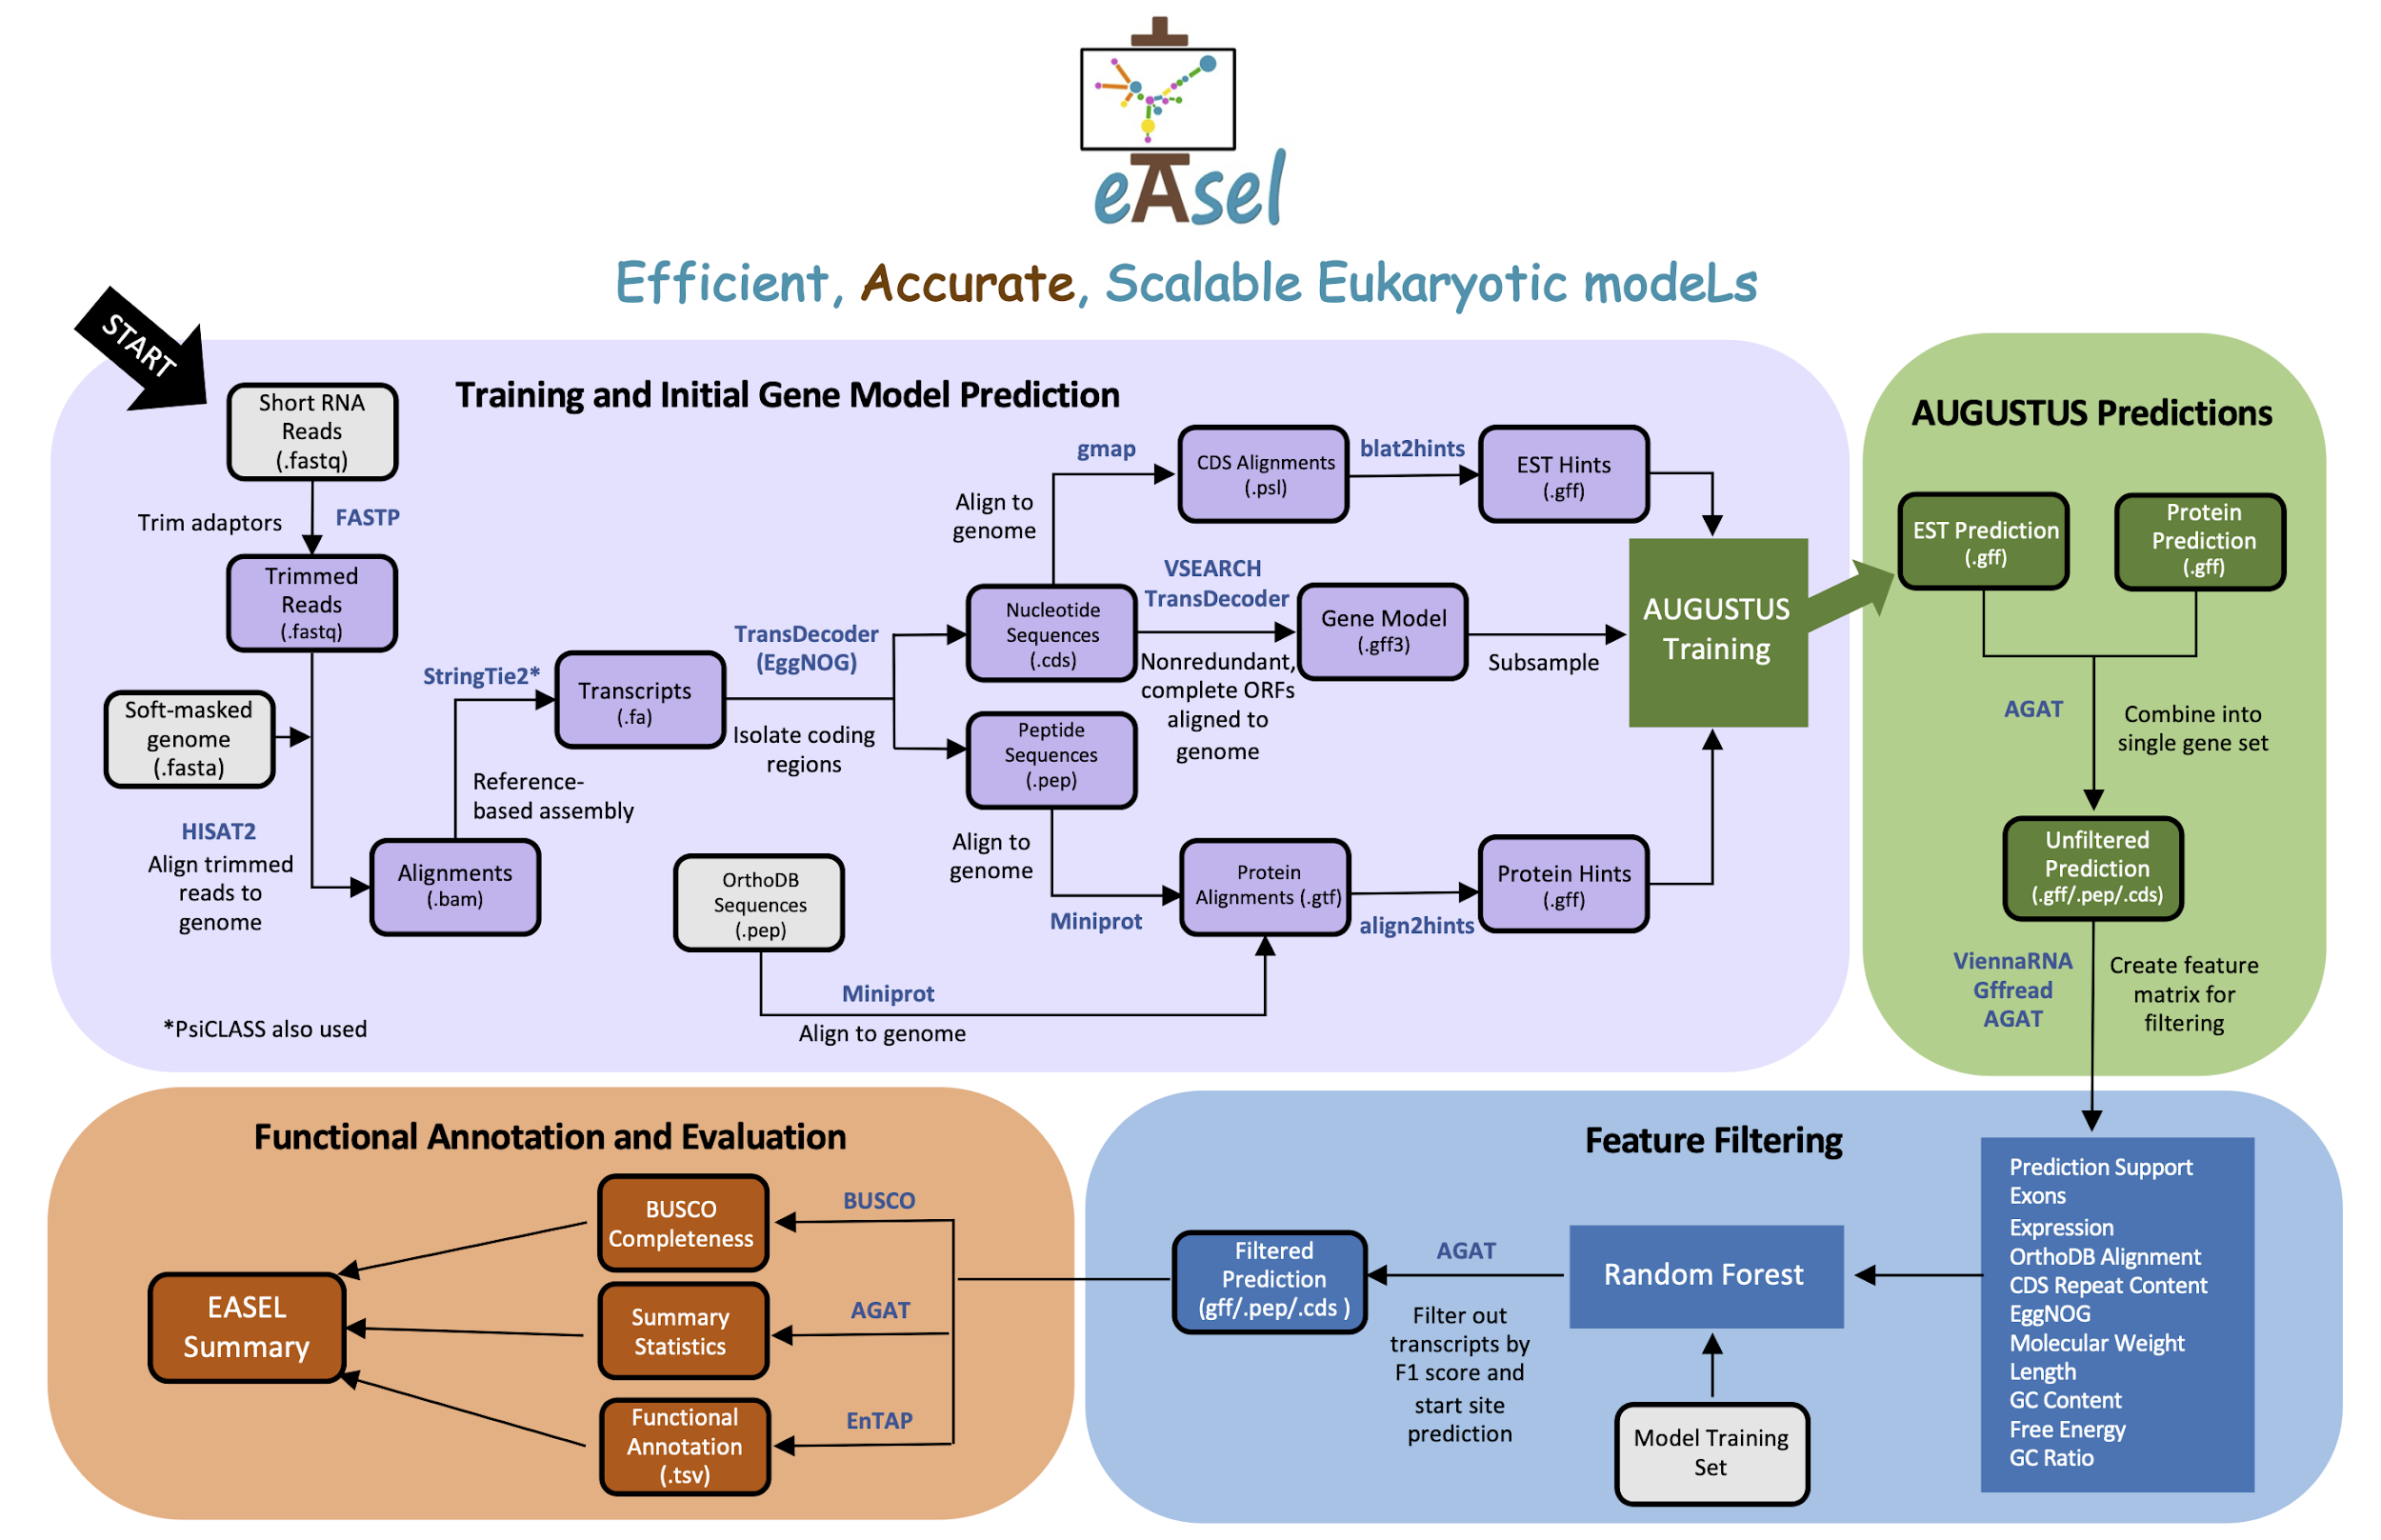 eAsel
Efficient, Accurate, Scalable Eukaryotic modeLs
START
Training and Initial Gene Model Prediction
Short RNA
Reads
(.fastq)
Trim adaptors
FASTP
Trimmed
Reads
(.fastq)
Soft-masked
genome
(.fasta)
HISAT2
Align trimmed
reads to
genome
Alignments
(.bam)
StringTie2*
Reference-
based assembly
Transcripts
(.fa)
TransDecoder
(EggNOG)
Isolate coding
regions
Nucleotide
Sequences
(.cds)
Peptide
Sequences
(.pep)
gmap
Align to
genome
CDS Alignments
(.psl)
blat2hints
EST Hints
(.gff)
VSEARCH
TransDecoder
Nonredundant,
complete ORFs
aligned to
genome
Gene Model
(.gff3)
Subsample
AUGUSTUS
Training
Align to
genome
Miniprot
OrthoDB
Sequences
(.pep)
Miniprot
Align to genome
Protein
Alignments (.gtf)
align2hints
Protein Hints
(.gff)
*PsiCLASS also used
AUGUSTUS Predictions
EST Prediction
(.gff)
Protein
Prediction
(.gff)
AGAT
Combine into
single gene set
Unfiltered
Prediction
(.gff/.pep/.cds)
ViennaRNA
Gffread
AGAT
Create feature
matrix for
filtering
Feature Filtering
Prediction Support
Exons
Expression
OrthoDB Alignment
CDS Repeat Content
EggNOG
Molecular Weight
Length
GC Content
Free Energy
GC Ratio
Random Forest
Model Training
Set
AGAT
Filter out
transcripts by
F1 score and
start site
prediction
Filtered
Prediction
(gff/.pep/.cds )
Functional Annotation and Evaluation
BUSCO
BUSCO
Completeness
AGAT
Summary
Statistics
EnTAP
Functional
Annotation
(.tsv)
EASEL
Summary